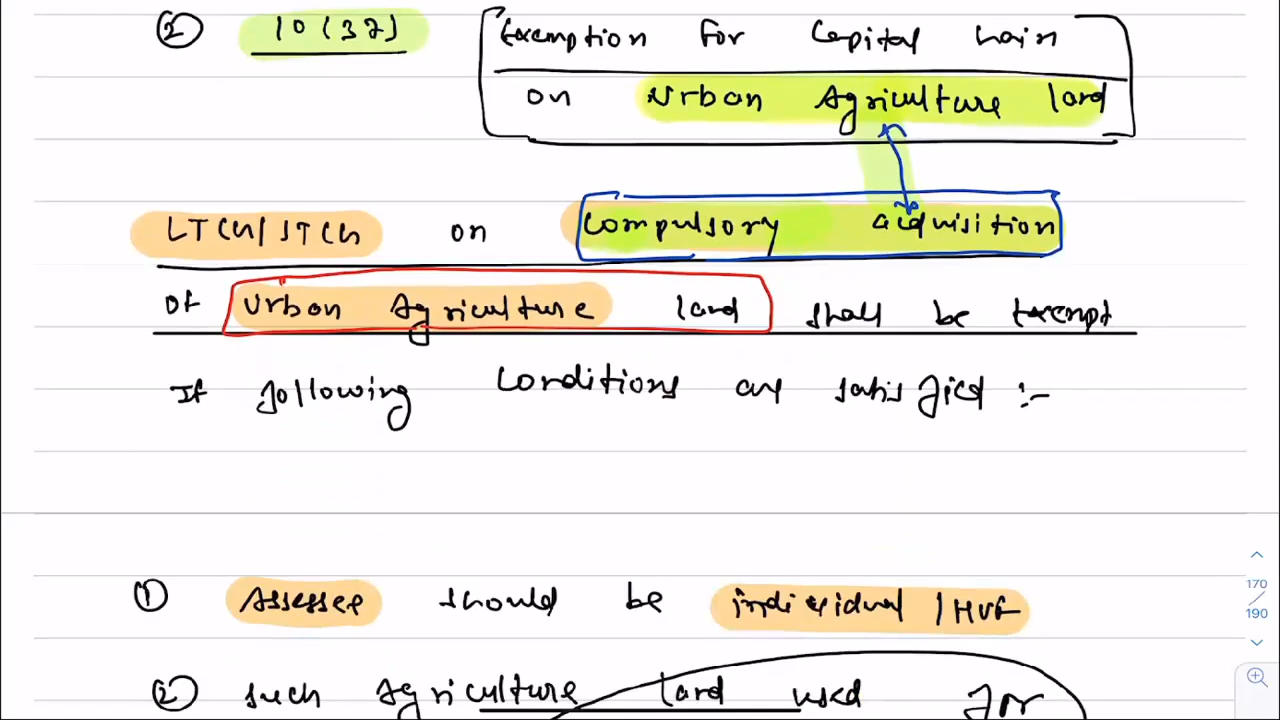 ② 10(37) Exemption For Capital Gain
on Urban Agriculture land
LTCG/STCG on Compulsory acquisition
OF Urban Agriculture land shall be Exempt
IF following conditions are satisfied :-
① Assessee should be individual / HUF
② such Agriculture land used for
170
/
190